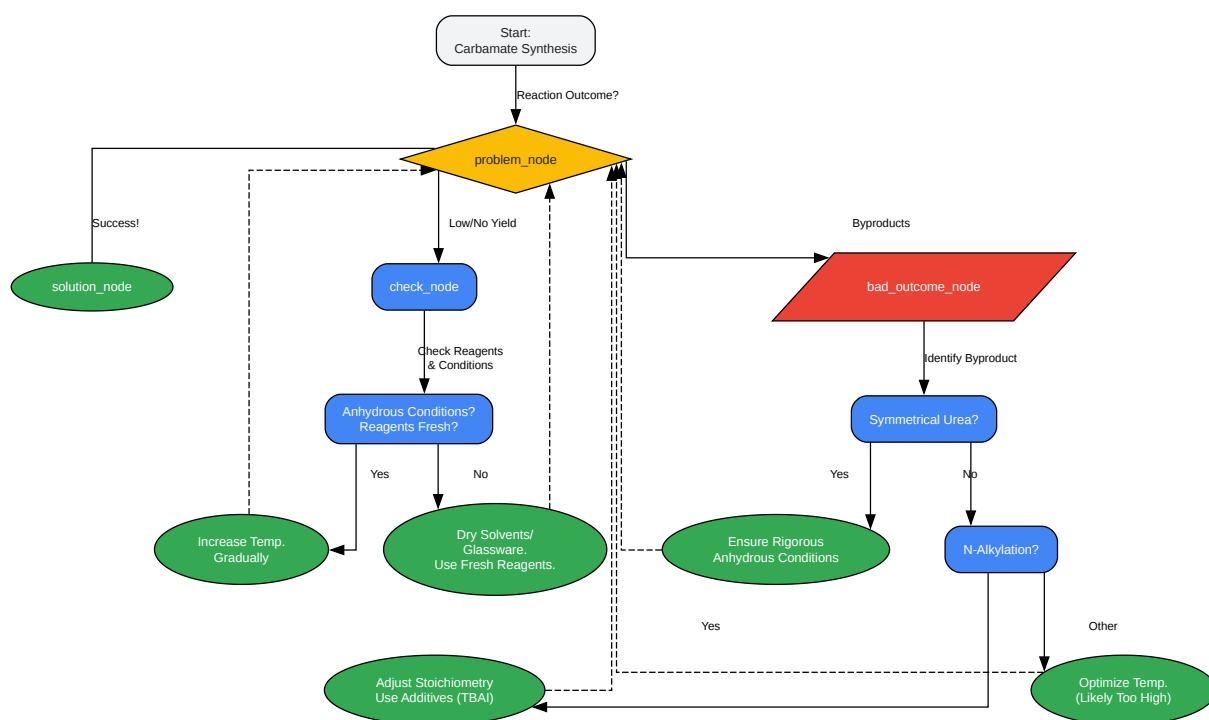 Start:
Carbamate Synthesis
Reaction Outcome?
problem_node
Success!
Low/No Yield
Byproducts
solution_node
check_node
bad_outcome_node
Check Reagents
& Conditions
Identify Byproduct
Anhydrous Conditions?
Reagents Fresh?
Symmetrical Urea?
Yes
No
Yes
No
Increase Temp.
Gradually
Dry Solvents/
Glassware.
Use Fresh Reagents.
Ensure Rigorous
Anhydrous Conditions
N-Alkylation?
Yes
Other
Adjust Stoichiometry
Use Additives (TBAI)
Optimize Temp.
(Likely Too High)